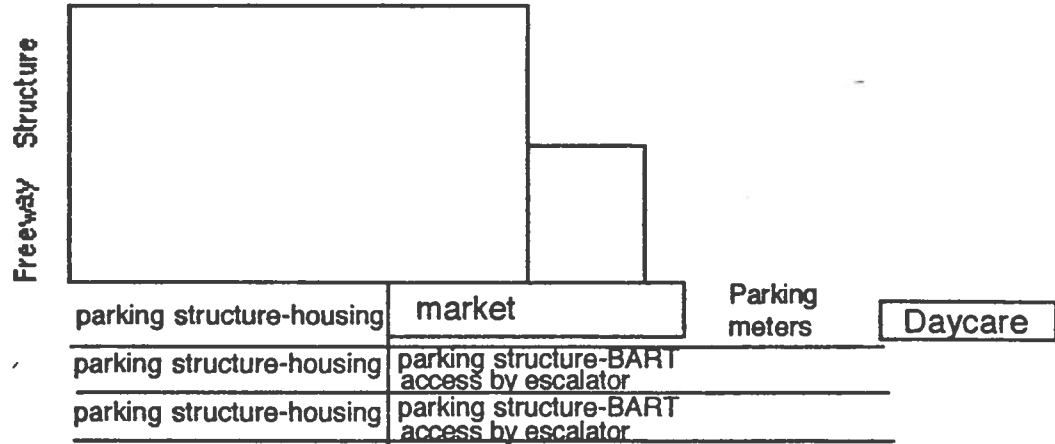 Freeway Structure
parking structure-housing
market
Parking
meters
Daycare
parking structure-housing
parking structure-BART
access by escalator
parking structure-housing
parking structure-BART
access by escalator